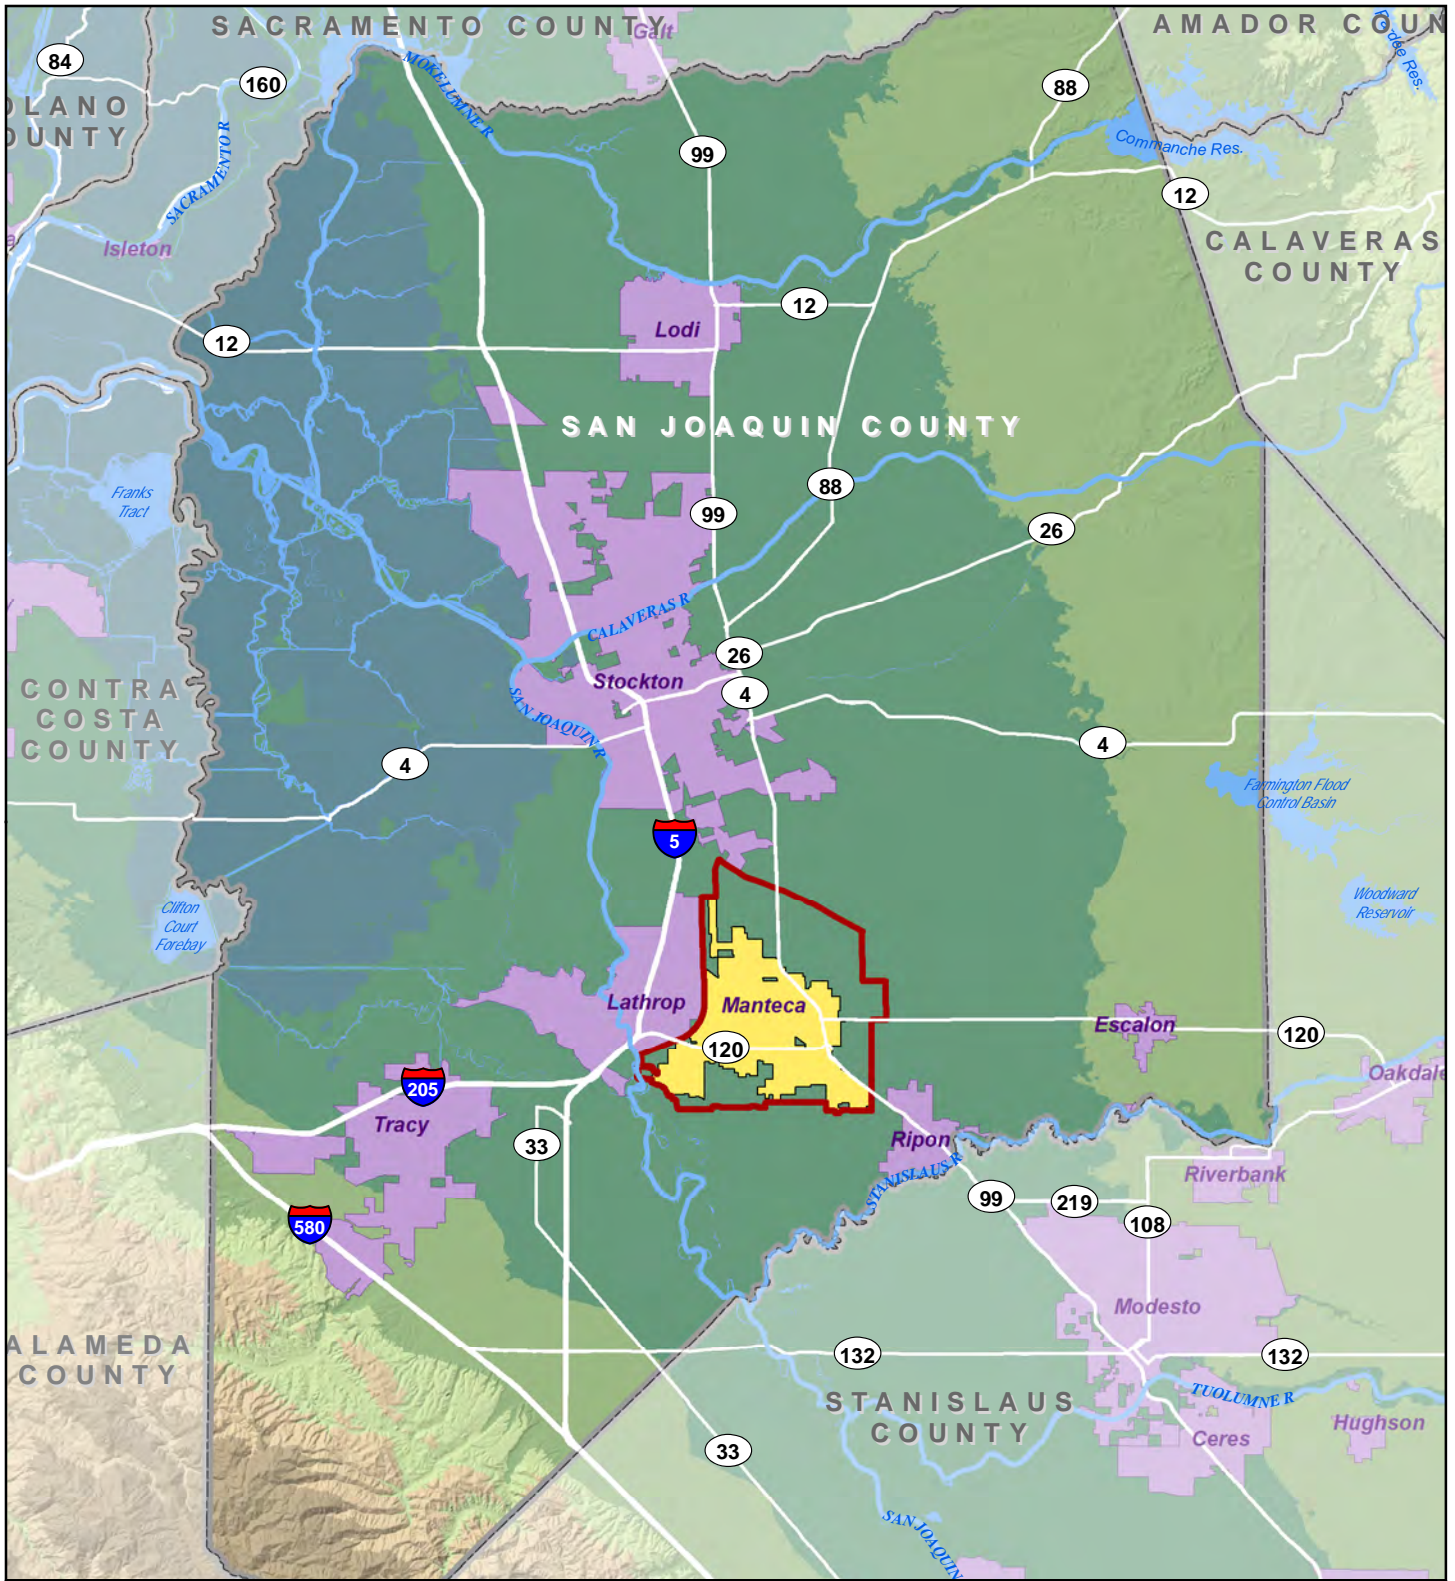 SACRAMENTO COUNTY
Galt
AMADOR COUN
dee Res.
84
160
88
MOKELUMNE R
OLANO
OUNTY
SACRAMENTO R
99
Commanche Res.
12
Isleton
CALAVERAS
COUNTY
12
Lodi
12
SAN JOAQUIN COUNTY
Franks
Tract
88
99
26
CALAVERAS R
26
Stockton
4
CONTRA
COSTA
COUNTY
SAN JOAQUIN R
4
4
Farmington Flood
Control Basin
5
Clifton
Court
Forebay
Woodward
Reservoir
Lathrop
Manteca
Escalon
120
120
Oakdale
205
Tracy
33
Ripon
STANISLAUS R
Riverbank
99
219
108
580
Modesto
ALAMEDA
COUNTY
132
132
STANISLAUS
COUNTY
TUOLUMNE R
Hughson
Ceres
33
SAN JOAQUIN